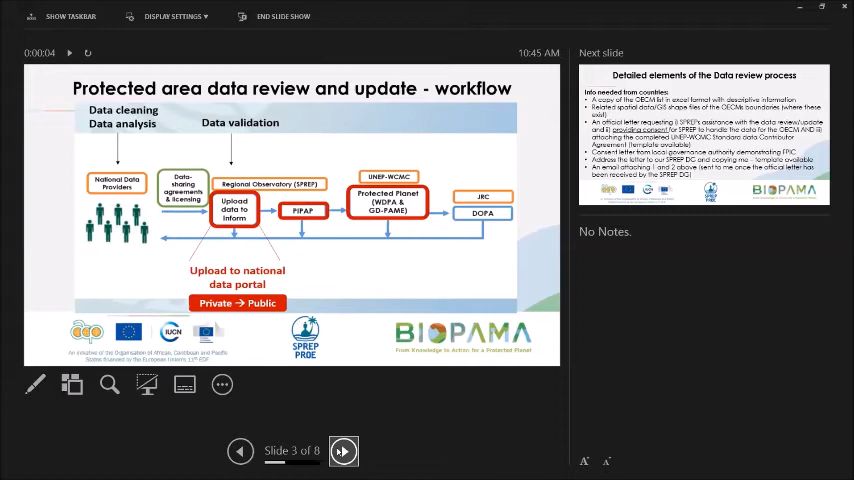 SHOW TASKBAR
DISPLAY SETTINGS
END SLIDE SHOW
0:00:04
10:45 AM
Protected area data review and update - workflow
Data cleaning
Data analysis
Data validation
National Data
Providers
Data-
sharing
agreements
& licensing
Regional Observatory (SPREP)
Upload
data to
Inform
PIPAP
UNEP-WCMC
Protected Planet
(WDPA &
GD-PAME)
JRC
DOPA
Upload to national
data portal
Private → Public
IUCN
SPREP
PROE
BIOPAMA
From Knowledge to Action for a Protected Planet
An initiative of the Organisation of African, Caribbean and Pacific
States financed by the European Union's 11th EDF
Slide 3 of 8
Next slide
Detailed elements of the Data review process
Info needed from countries:
• A copy of the OECM list in excel format with descriptive information
• Related spatial data/GIS shape files of the OECMs boundaries (where these
exist)
• An official letter requesting i) SPREP's assistance with the data review/update
and ii) providing consent for SPREP to handle the data for the OECM AND iii)
attaching the completed UNEP-WCMC Standard data Contributor
Agreement (template available)
• Consent letter from local governance authority demonstrating FPIC
• Address the letter to our SPREP DG and copying me – template available
• An email attaching 1 and 2 above (sent to me once the official letter has
been received by the SPREP DG)
BIOPAMA
No Notes.
A
A